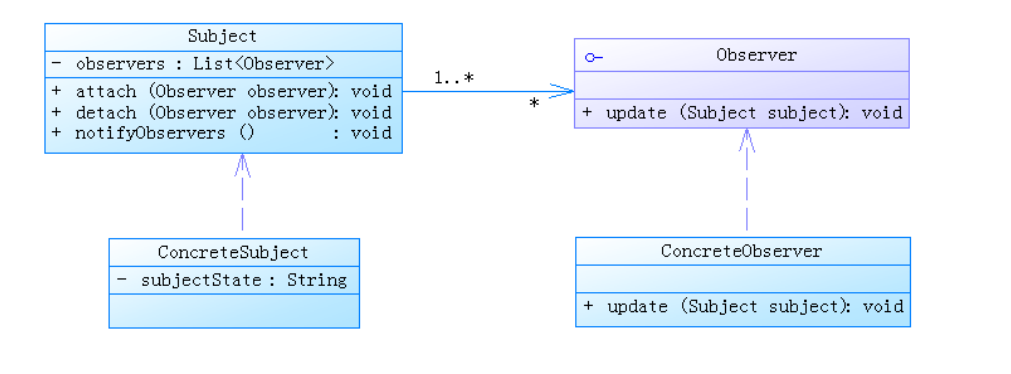 Subject
- observers : List<Observer>
+ attach (Observer observer): void
+ detach (Observer observer): void
+ notifyObservers () : void
1..*
*
Observer
+ update (Subject subject): void
ConcreteSubject
- subjectState : String
ConcreteObserver
+ update (Subject subject): void